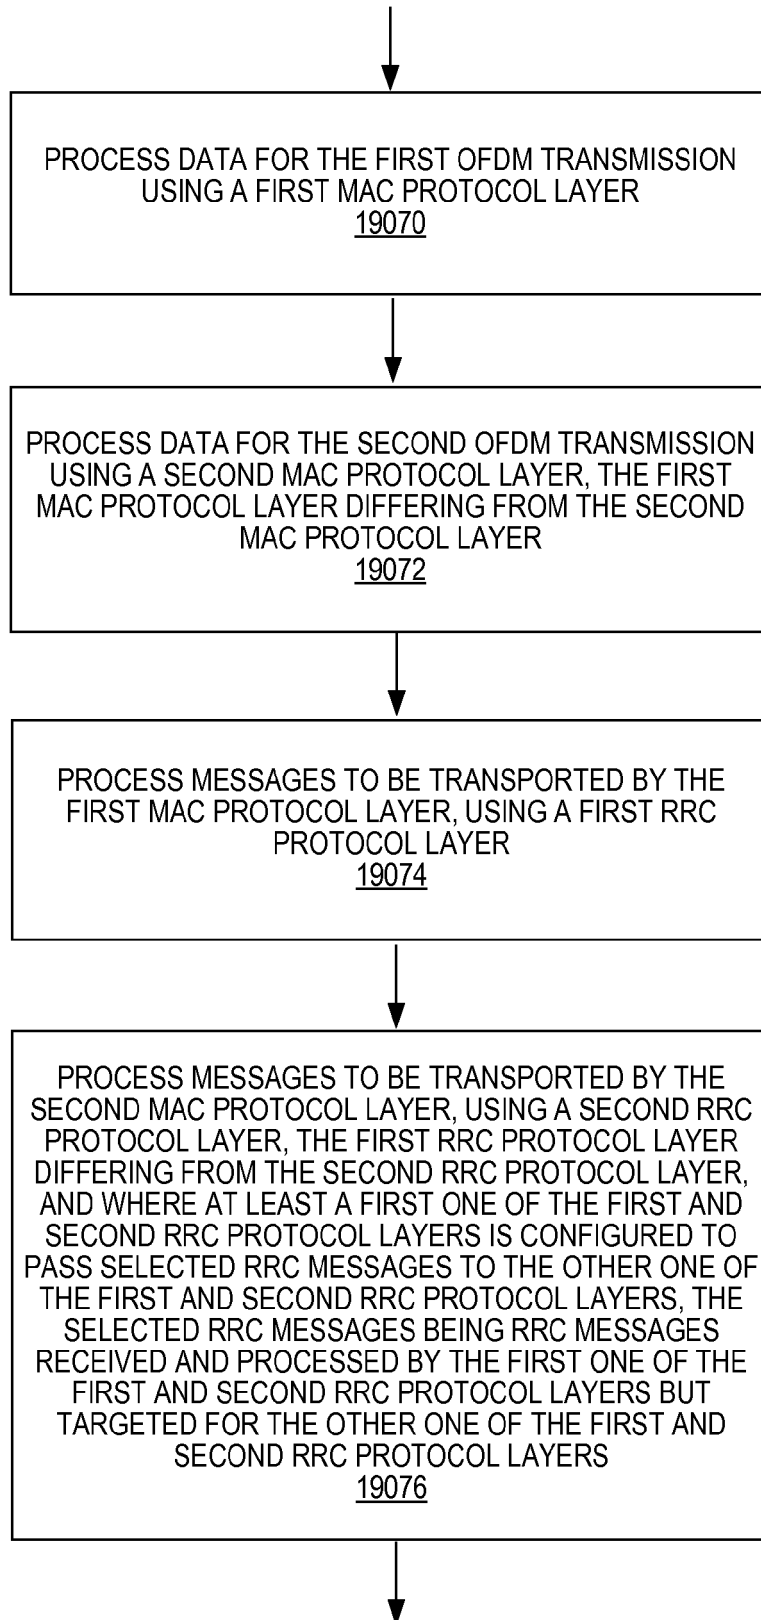 PROCESS DATA FOR THE FIRST OFDM TRANSMISSION
USING A FIRST MAC PROTOCOL LAYER
19070
PROCESS DATA FOR THE SECOND OFDM TRANSMISSION
USING A SECOND MAC PROTOCOL LAYER, THE FIRST
MAC PROTOCOL LAYER DIFFERING FROM THE SECOND
MAC PROTOCOL LAYER
19072
PROCESS MESSAGES TO BE TRANSPORTED BY THE
FIRST MAC PROTOCOL LAYER, USING A FIRST RRC
PROTOCOL LAYER
19074
PROCESS MESSAGES TO BE TRANSPORTED BY THE
SECOND MAC PROTOCOL LAYER, USING A SECOND RRC
PROTOCOL LAYER, THE FIRST RRC PROTOCOL LAYER
DIFFERING FROM THE SECOND RRC PROTOCOL LAYER,
AND WHERE AT LEAST A FIRST ONE OF THE FIRST AND
SECOND RRC PROTOCOL LAYERS IS CONFIGURED TO
PASS SELECTED RRC MESSAGES TO THE OTHER ONE OF
THE FIRST AND SECOND RRC PROTOCOL LAYERS, THE
SELECTED RRC MESSAGES BEING RRC MESSAGES
RECEIVED AND PROCESSED BY THE FIRST ONE OF THE
FIRST AND SECOND RRC PROTOCOL LAYERS BUT
TARGETED FOR THE OTHER ONE OF THE FIRST AND
SECOND RRC PROTOCOL LAYERS
19076